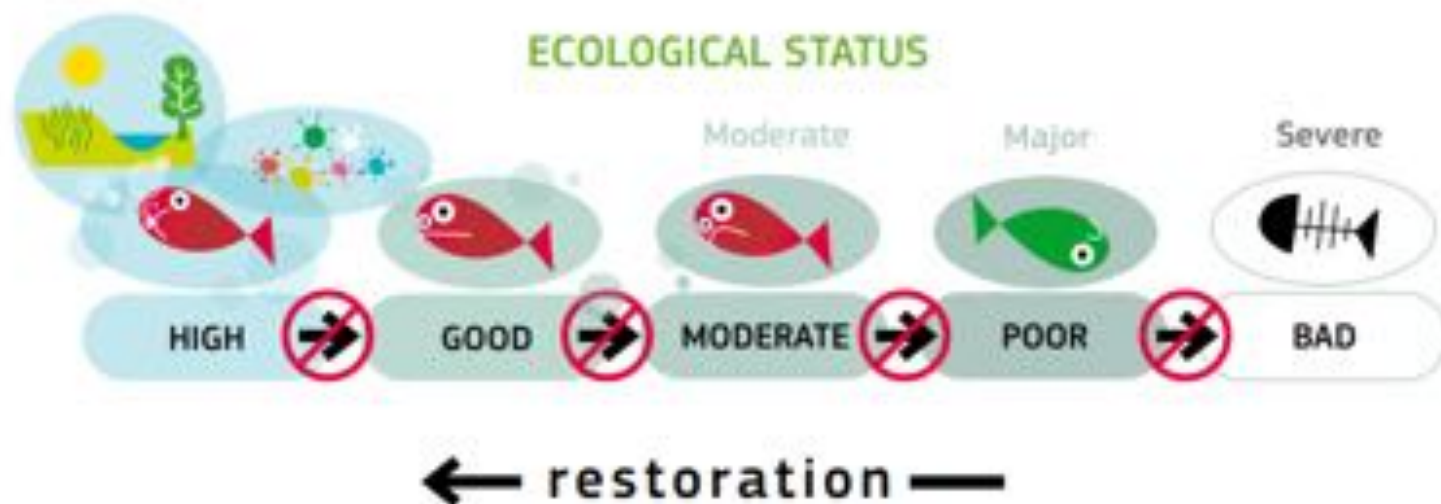 ECOLOGICAL STATUS
Moderate Major Severe
HIGH GOOD MODERATE POOR BAD
restoration